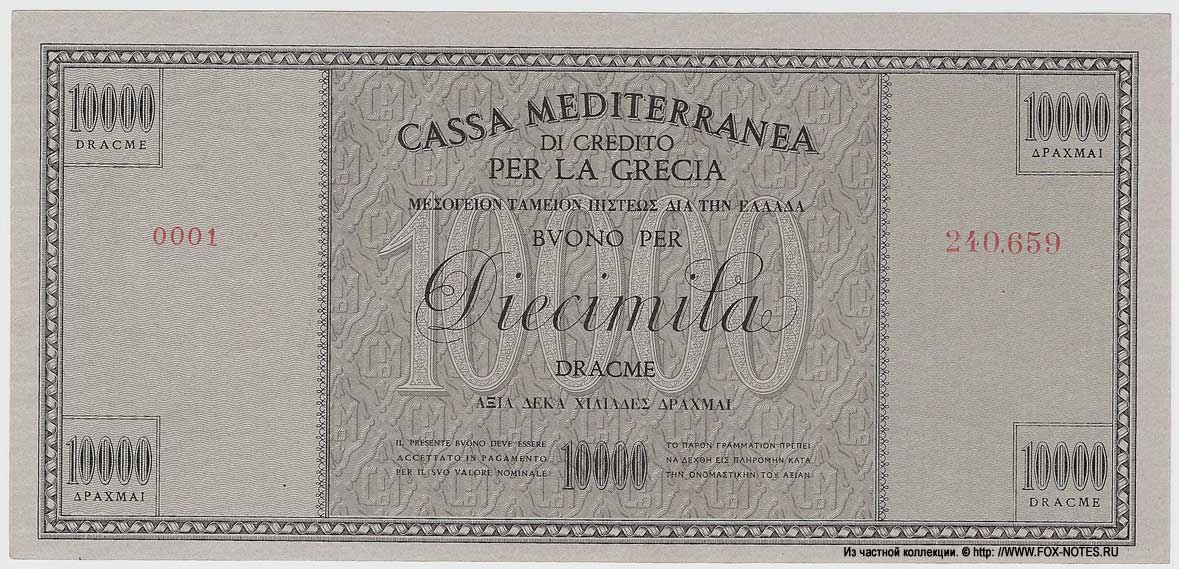 10000
DRACME
10000
ΔΡΑΧΜΑΙ
CASSA MEDITERRANEA
DI CREDITO
PER LA GRECIA
ΜΕΣΟΓΕΙΟΝ ΤΑΜΕΙΟΝ ΠΙΣΤΕΩΣ ΔΙΑ ΤΗΝ ΕΛΛΑΔΑ
0001
BVONO PER
240.659
10000
Diecimila
DRACME
ΑΞΙΑ ΔΕΚΑ ΧΙΛΙΑΔΕΣ ΔΡΑΧΜΑΙ
10000
ΔΡΑΧΜΑΙ
IL PRESENTE BVONO DEVE ESSERE
ACCETTATO IN PAGAMENTO
PER IL SVO VALORE NOMINALE
10000
ΤΟ ΠΑΡΟΝ ΓΡΑΜΜΑΤΙΟΝ ΠΡΕΠΕΙ
ΝΑ ΔΕΧΘΗ ΕΙΣ ΠΛΗΡΟΜΗΝ ΚΑΤΑ
ΤΗΝ ΟΝΟΜΑΣΤΙΚΗΝ ΤΟΥ ΑΞΙΑΝ
10000
DRACME
Из частной коллекции. © http: //WWW.FOX-NOTES.RU